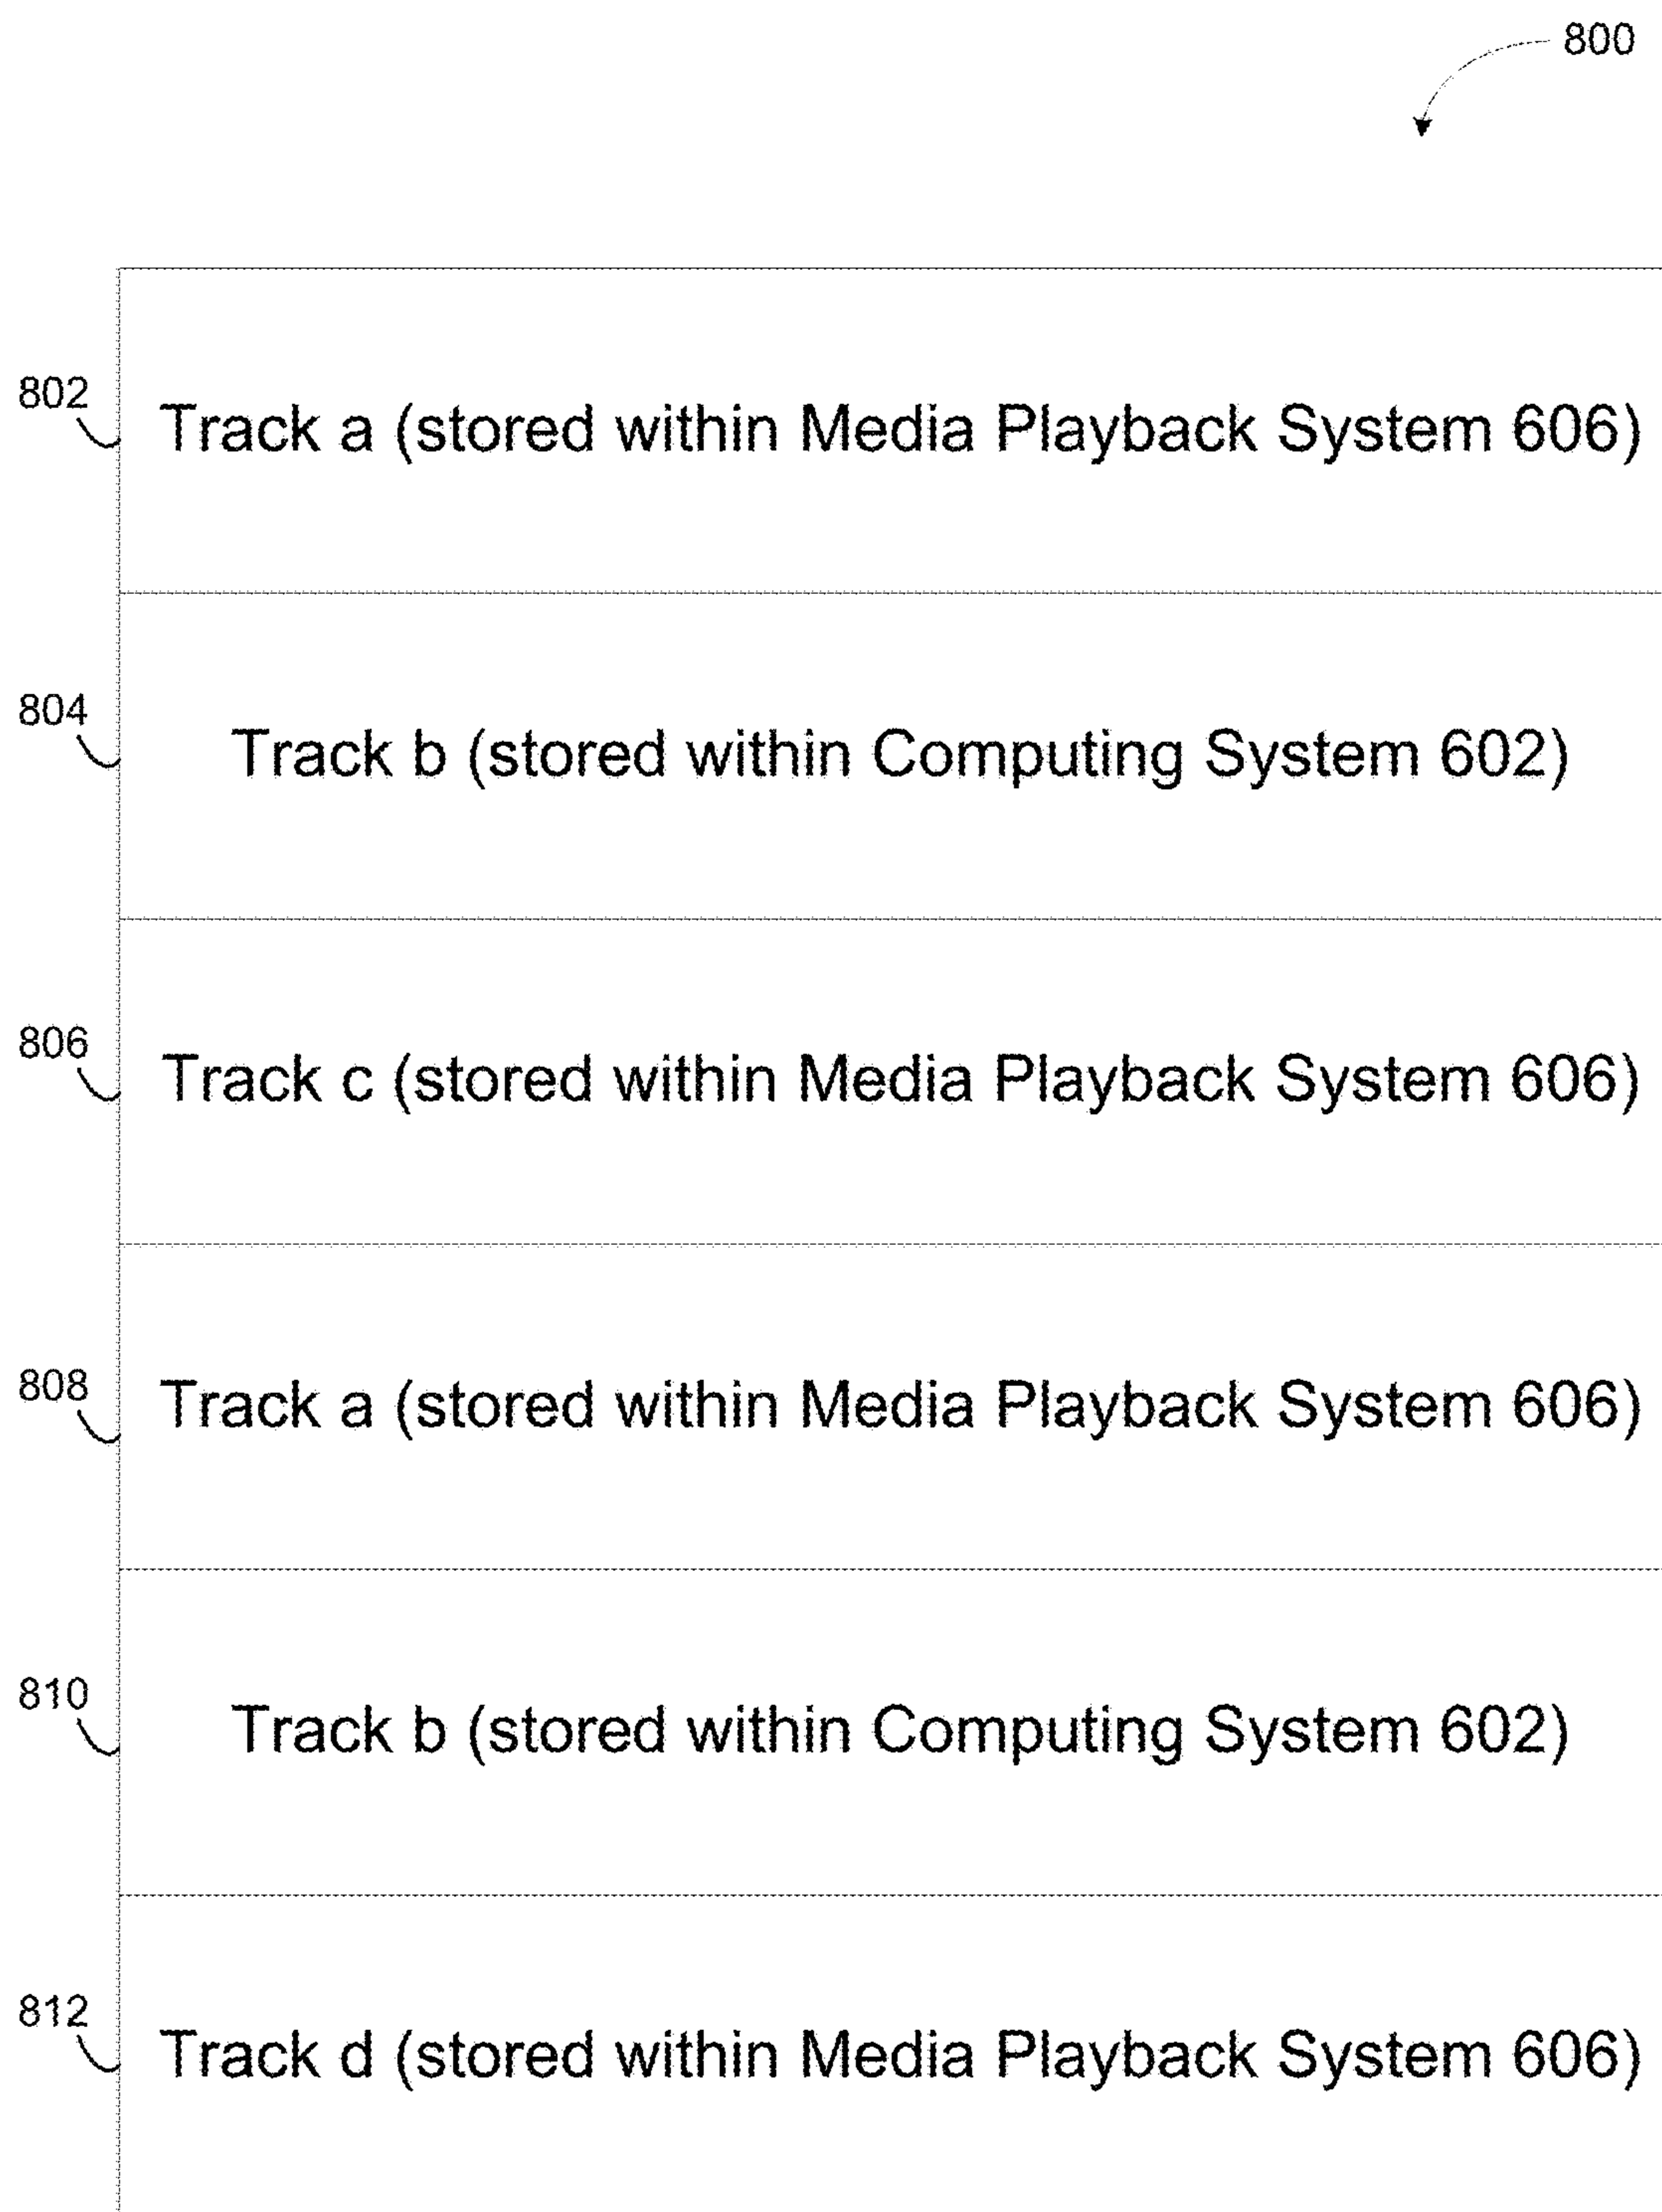 800
802
Track a (stored within Media Playback System 606)
804
Track b (stored within Computing System 602)
806
Track c (stored within Media Playback System 606)
808
Track a (stored within Media Playback System 606)
810
Track b (stored within Computing System 602)
812
Track d (stored within Media Playback System 606)